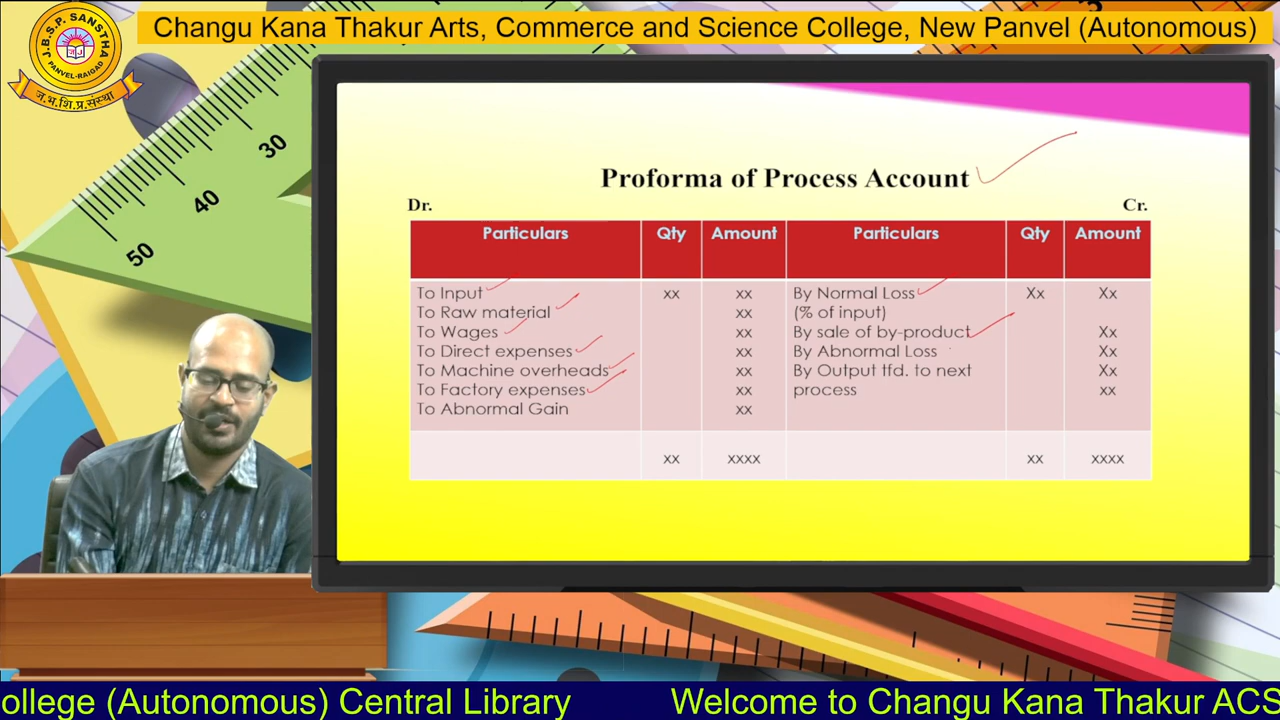 Changu Kana Thakur Arts, Commerce and Science College, New Panvel (Autonomous)
J.B.S.P. SANSTHA
PANVEL-RAIGAD
ज.भ.शि.प्र.संस्था
30
40
50
Proforma of Process Account
Dr. Cr.
Particulars Qty Amount Particulars Qty Amount
To Input xx xx By Normal Loss Xx Xx
To Raw material xx (% of input)
To Wages xx By sale of by-product Xx
To Direct expenses xx By Abnormal Loss Xx
To Machine overheads xx By Output tfd. to next Xx
To Factory expenses xx process xx
To Abnormal Gain xx
xx xxxx xx xxxx
ollege (Autonomous) Central Library Welcome to Changu Kana Thakur ACS